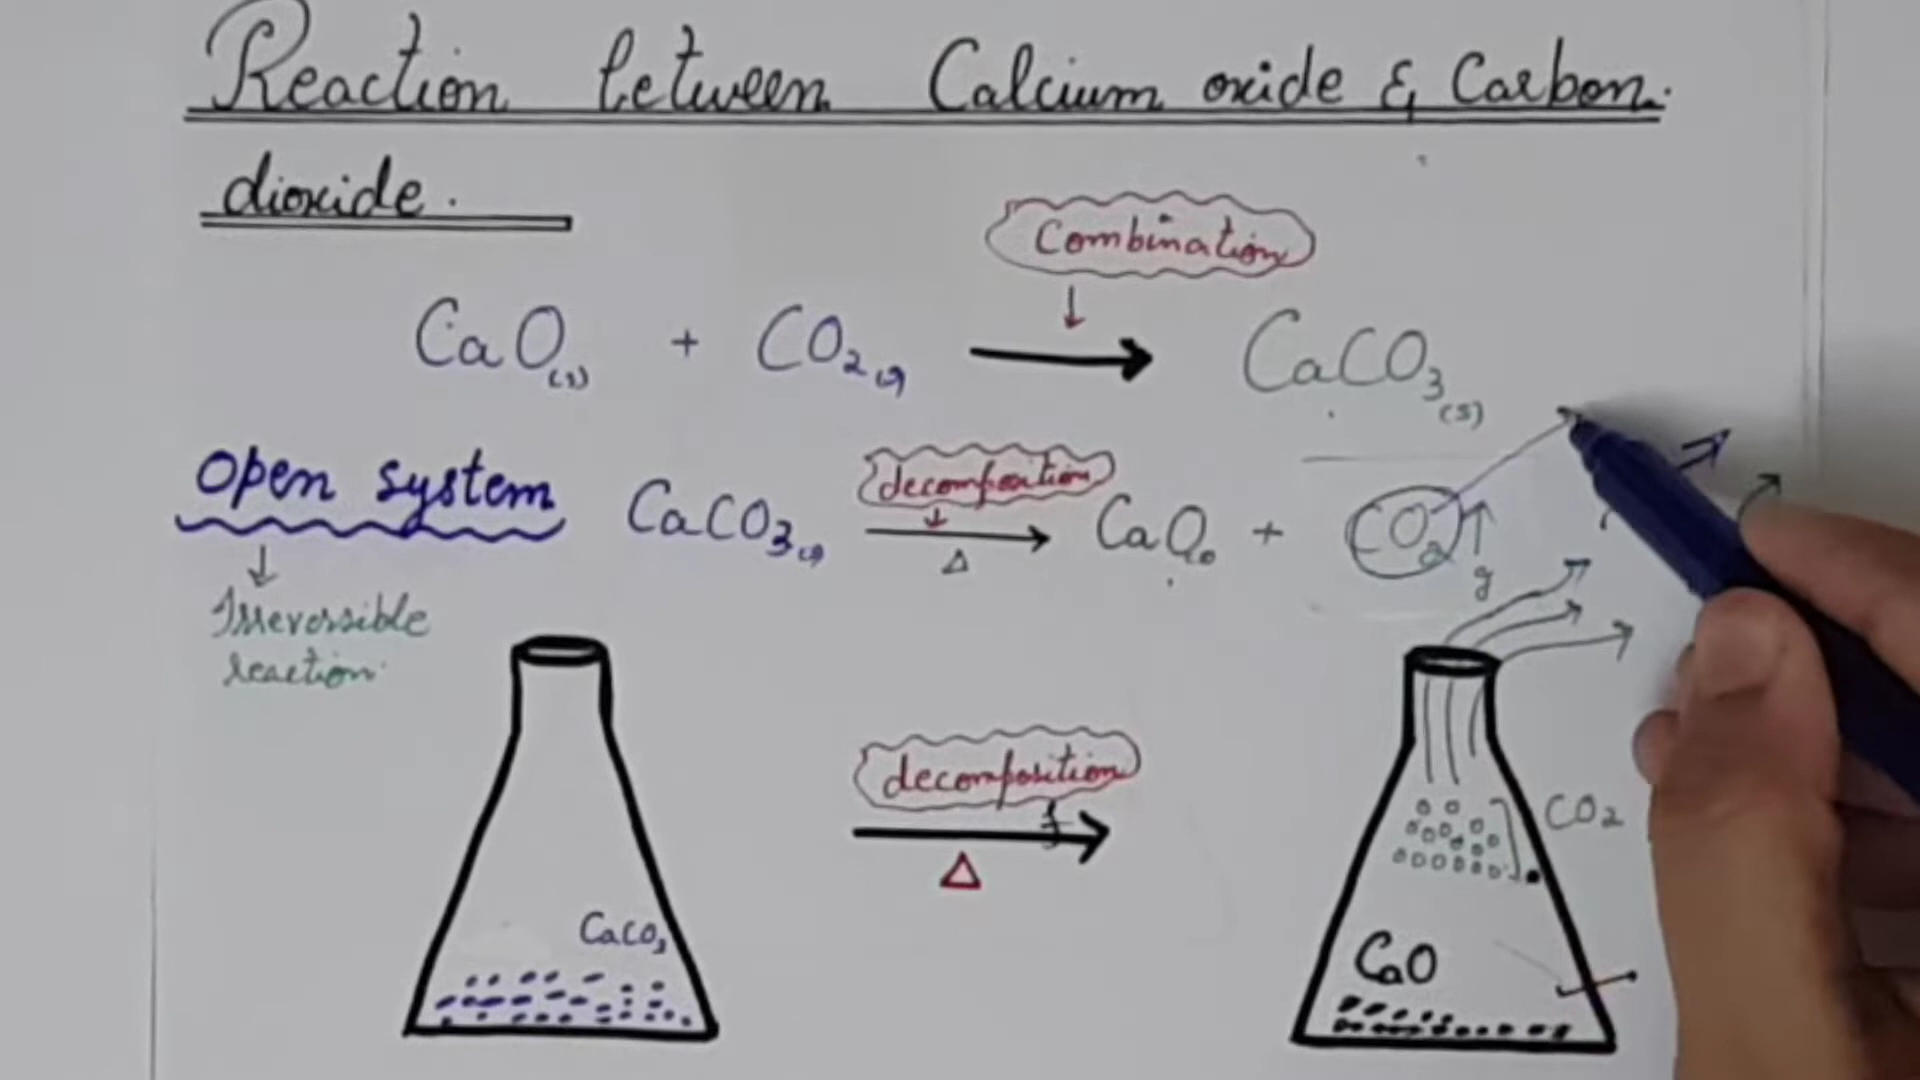 Reaction between Calcium oxide & Carbon
dioxide.
Combination
CaO(s) + CO2(g) → CaCO3(s)
Open system
decomposition
CaCO3(s) → CaO(s) + CO2↑ g
Δ
Irreversible
reaction
decomposition
Δ
CO2
CaCO3
CaO